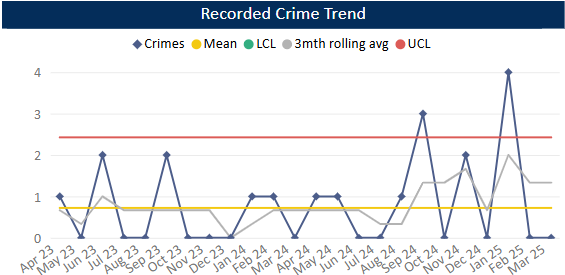 Recorded Crime Trend
Crimes Mean LCL 3mth rolling avg UCL
4
3
2
1
0
Apr 23 May 23 Jun 23 Jul 23 Aug 23 Sep 23 Oct 23 Nov 23 Dec 23 Jan 24 Feb 24 Mar 24 Apr 24 May 24 Jun 24 Jul 24 Aug 24 Sep 24 Oct 24 Nov 24 Dec 24 Jan 25 Feb 25 Mar 25